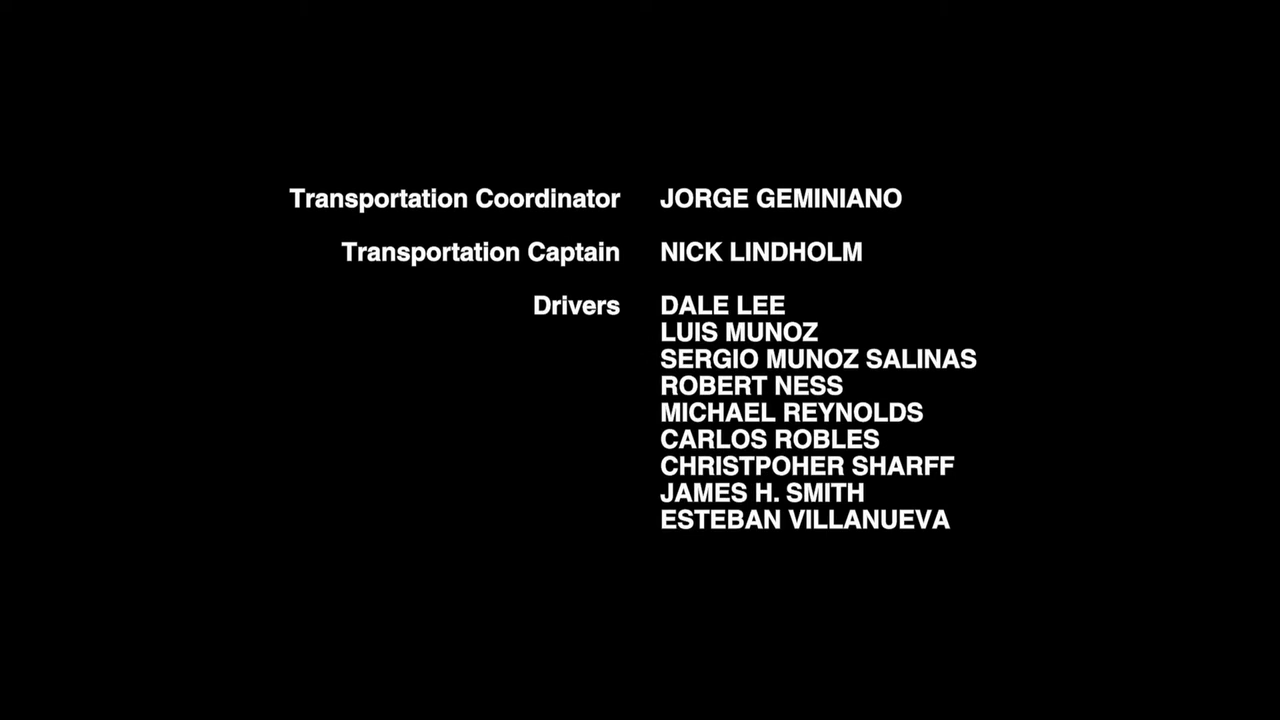 Transportation Coordinator JORGE GEMINIANO
Transportation Captain NICK LINDHOLM
Drivers DALE LEE
LUIS MUNOZ
SERGIO MUNOZ SALINAS
ROBERT NESS
MICHAEL REYNOLDS
CARLOS ROBLES
CHRISTPOHER SHARFF
JAMES H. SMITH
ESTEBAN VILLANUEVA